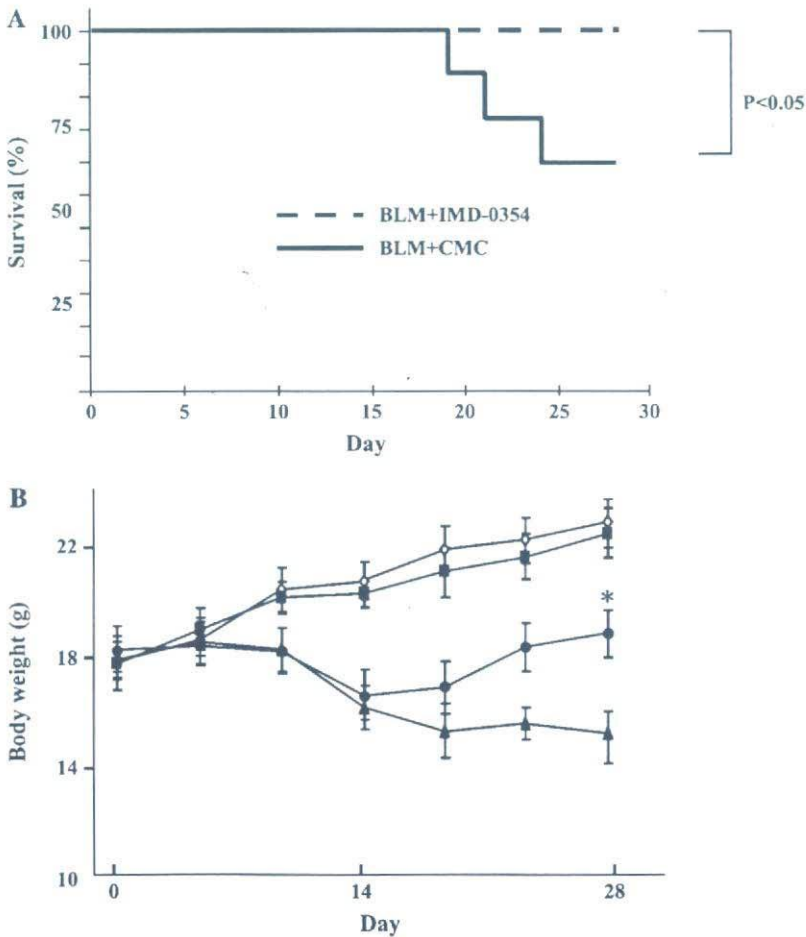 A
100
75
50
25
Survival (%)
P<0.05
BLM+IMD-0354
BLM+CMC
0 5 10 15 20 25 30
Day
B
22
18
14
10
Body weight (g)
*
0 14 28
Day